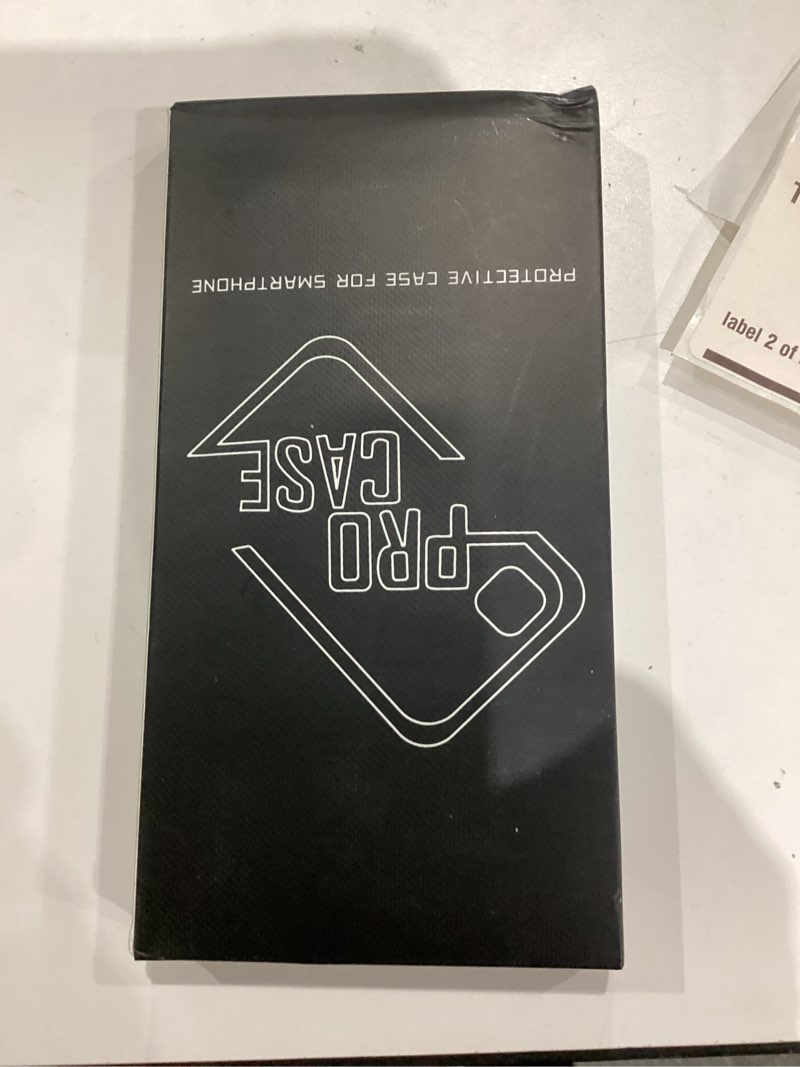 PRO
CASE
PROTECTIVE CASE FOR SMARTPHONE
label 2 of